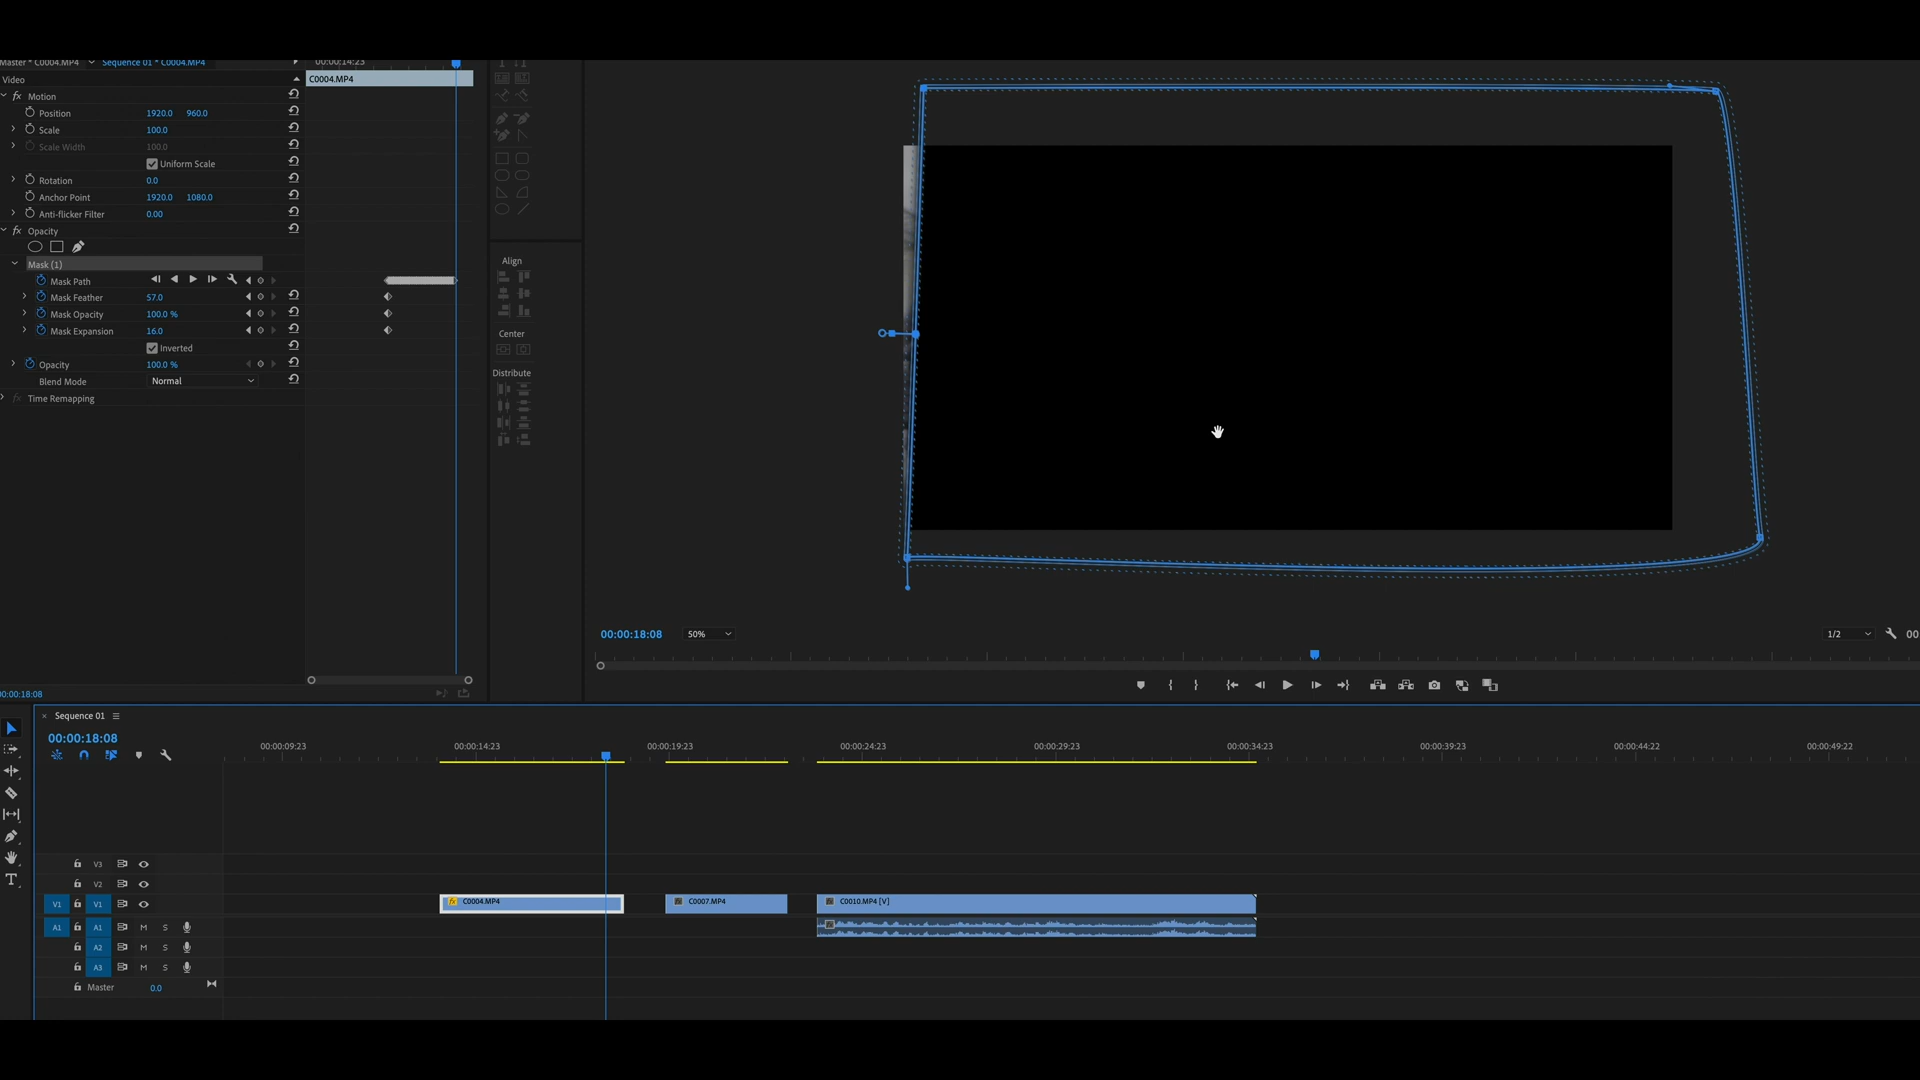 Master * C0004.MP4
Sequence 01 * C0004.MP4
00:00:14:23
Video
C0004.MP4
fx Motion
Position 1920.0 960.0
Scale 100.0
Scale Width 100.0
Uniform Scale
Rotation 0.0
Anchor Point 1920.0 1080.0
Anti-flicker Filter 0.00
fx Opacity
Mask (1)
Mask Path
Mask Feather 57.0
Mask Opacity 100.0 %
Mask Expansion 16.0
Inverted
Opacity 100.0 %
Blend Mode Normal
fx Time Remapping
Align
Center
Distribute
00:00:18:08 50% 1/2 00
00:00:18:08
Sequence 01
00:00:18:08
00:00:09:23 00:00:14:23 00:00:19:23 00:00:24:23 00:00:29:23 00:00:34:23 00:00:39:23 00:00:44:22 00:00:49:22
V3
V2
V1 V1 fx C0004.MP4 C0007.MP4 C0010.MP4 [V]
A1 A1 M S
A2 M S
A3 M S
Master 0.0